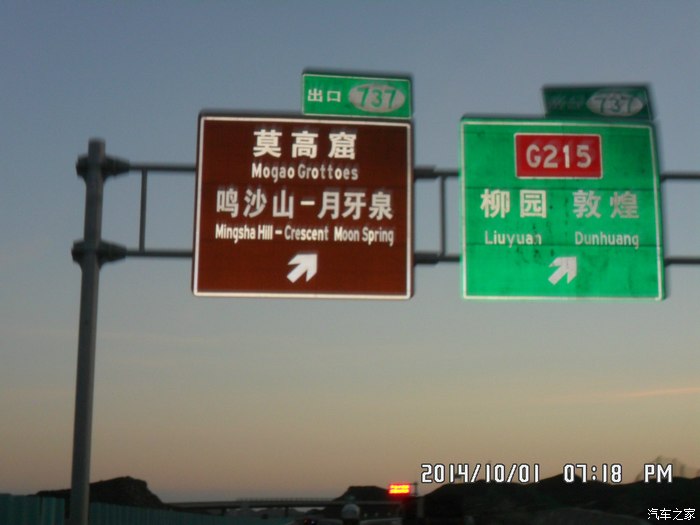 出口 737
莫高窟
Mogao Grottoes
鸣沙山-月牙泉
Mingsha Hill - Crescent Moon Spring
737
G215
柳园 敦煌
Liuyuan Dunhuang
2014/10/01 07:18 PM
汽车之家